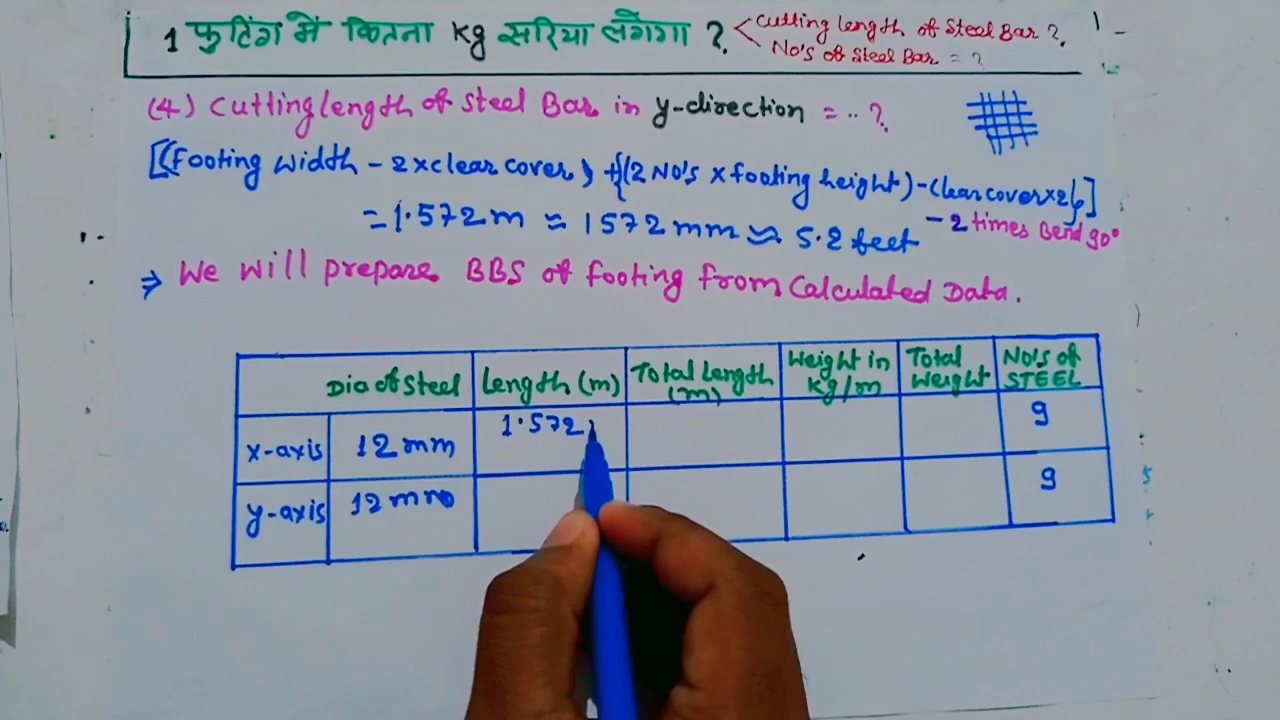 1 फुटिंग में कितना kg सरिया लगेगा ?
Cutting length of Steel Bar ?
No's of Steel Bar = ?
(4) Cutting length of Steel Bar in y-direction = .. ?
[(footing width - 2 x clear cover) + {(2 No's x footing height) - clear cover x 2}]
= 1.572 m ≈ 1572 mm ≈ 5.2 feet
- 2 times Bend 90°
⇒ We will prepare BBS of footing from Calculated Data.
Dia of Steel Length (m) Total Length (m) Weight in kg/m Total Weight No's of STEEL
x-axis 12 mm 1.572 9
y-axis 12 mm 9